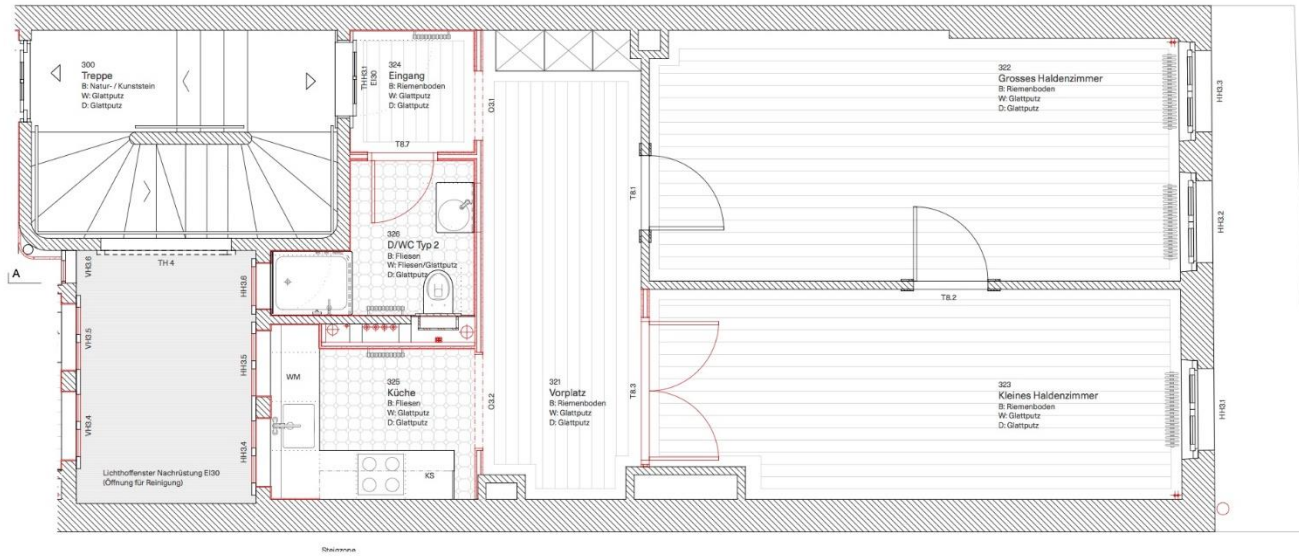 300
Treppe
B: Natur- / Kunststein
W: Glattputz
D: Glattputz
THH3.1
EI30
324
Eingang
B: Riemenboden
W: Glattputz
D: Glattputz
O3.1
322
Grosses Haldenzimmer
B: Riemenboden
W: Glattputz
D: Glattputz
HH3.3
T8.7
T8.1
HH3.2
326
D/WC Typ 2
B: Fliesen
W: Fliesen/Glattputz
D: Glattputz
A
TH 4
VH3.6
HH3.6
T8.2
VH3.5
HH3.5
WM
325
Küche
B: Fliesen
W: Glattputz
D: Glattputz
O3.2
321
Vorplatz
B: Riemenboden
W: Glattputz
D: Glattputz
T8.3
323
Kleines Haldenzimmer
B: Riemenboden
W: Glattputz
D: Glattputz
HH3.1
VH3.4
HH3.4
Lichthoffenster Nachrüstung EI30
(Öffnung für Reinigung)
KS
Steigzone